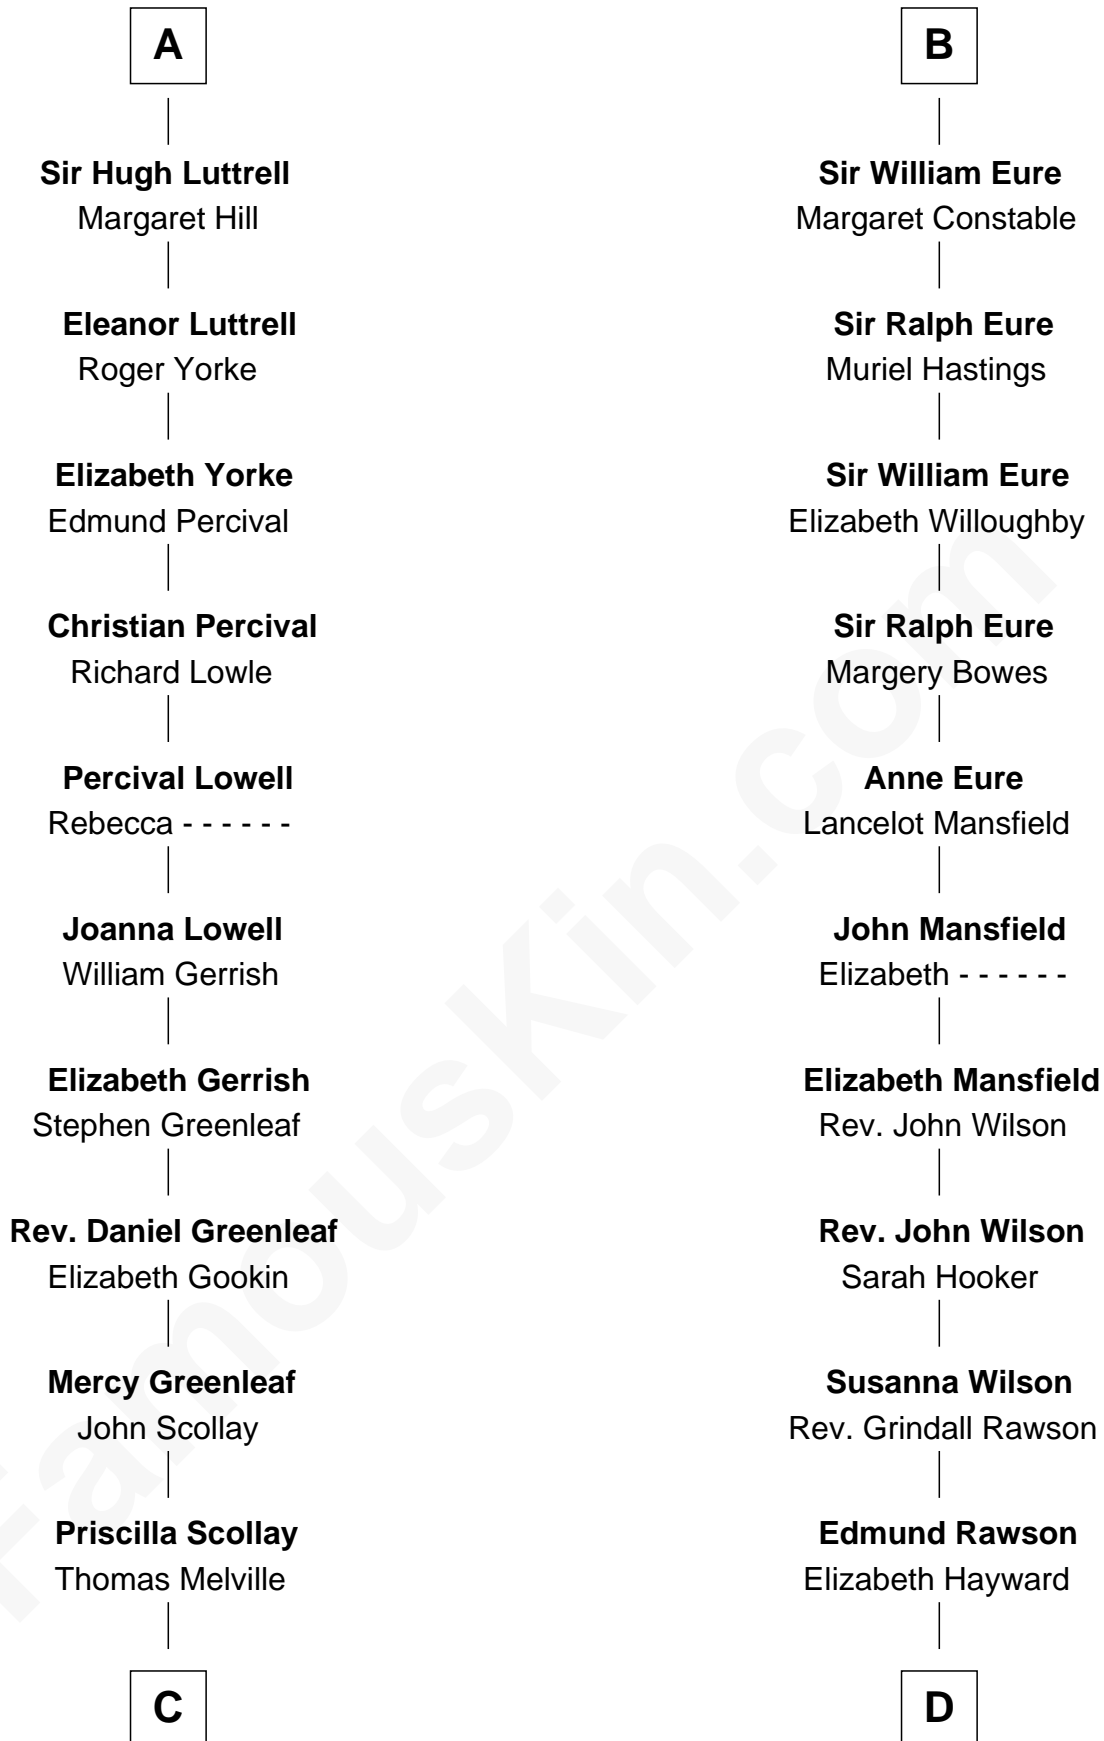 A
Sir Hugh Luttrell
Margaret Hill
Eleanor Luttrell
Roger Yorke
Elizabeth Yorke
Edmund Percival
Christian Percival
Richard Lowle
Percival Lowell
Rebecca - - - - - -
Joanna Lowell
William Gerrish
Elizabeth Gerrish
Stephen Greenleaf
Rev. Daniel Greenleaf
Elizabeth Gookin
Mercy Greenleaf
John Scollay
Priscilla Scollay
Thomas Melville
C
B
Sir William Eure
Margaret Constable
Sir Ralph Eure
Muriel Hastings
Sir William Eure
Elizabeth Willoughby
Sir Ralph Eure
Margery Bowes
Anne Eure
Lancelot Mansfield
John Mansfield
Elizabeth - - - - - -
Elizabeth Mansfield
Rev. John Wilson
Rev. John Wilson
Sarah Hooker
Susanna Wilson
Rev. Grindall Rawson
Edmund Rawson
Elizabeth Hayward
D
FamousKin.com